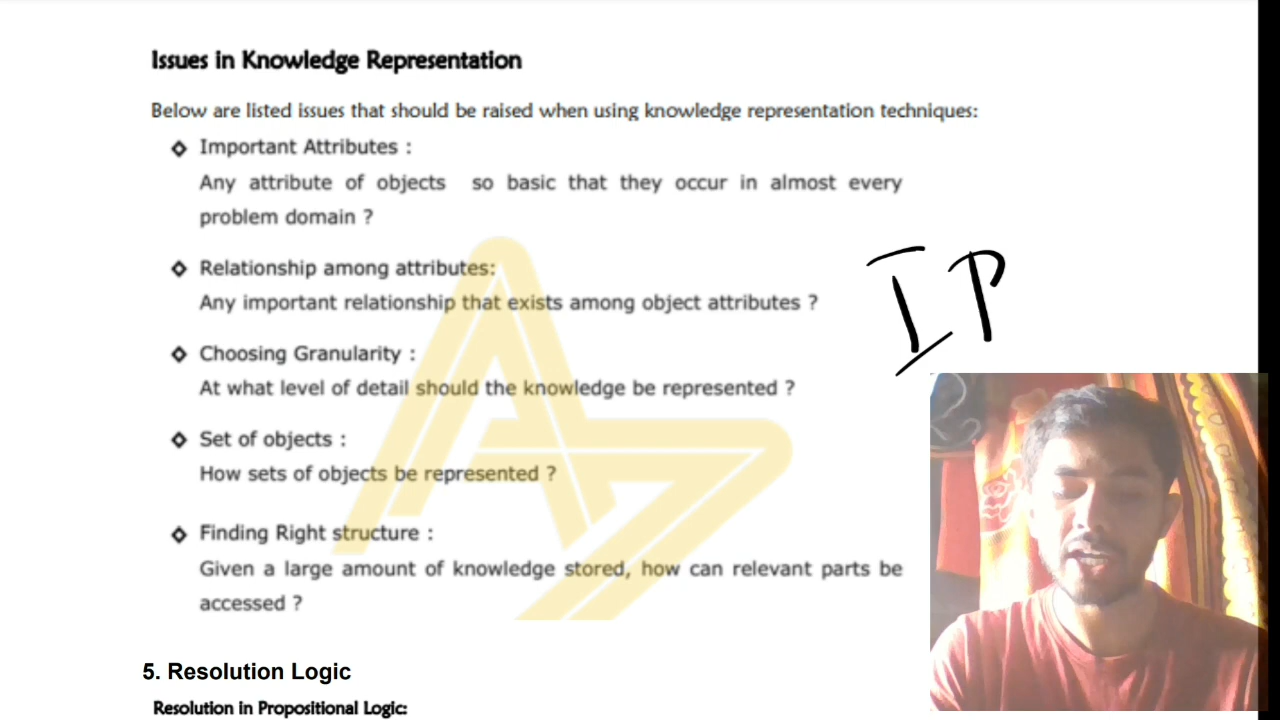 Issues in Knowledge Representation
Below are listed issues that should be raised when using knowledge representation techniques:
❖ Important Attributes :
Any attribute of objects so basic that they occur in almost every
problem domain ?
❖ Relationship among attributes:
Any important relationship that exists among object attributes ?
❖ Choosing Granularity :
At what level of detail should the knowledge be represented ?
❖ Set of objects :
How sets of objects be represented ?
❖ Finding Right structure :
Given a large amount of knowledge stored, how can relevant parts be
accessed ?
IP
5. Resolution Logic
Resolution in Propositional Logic: